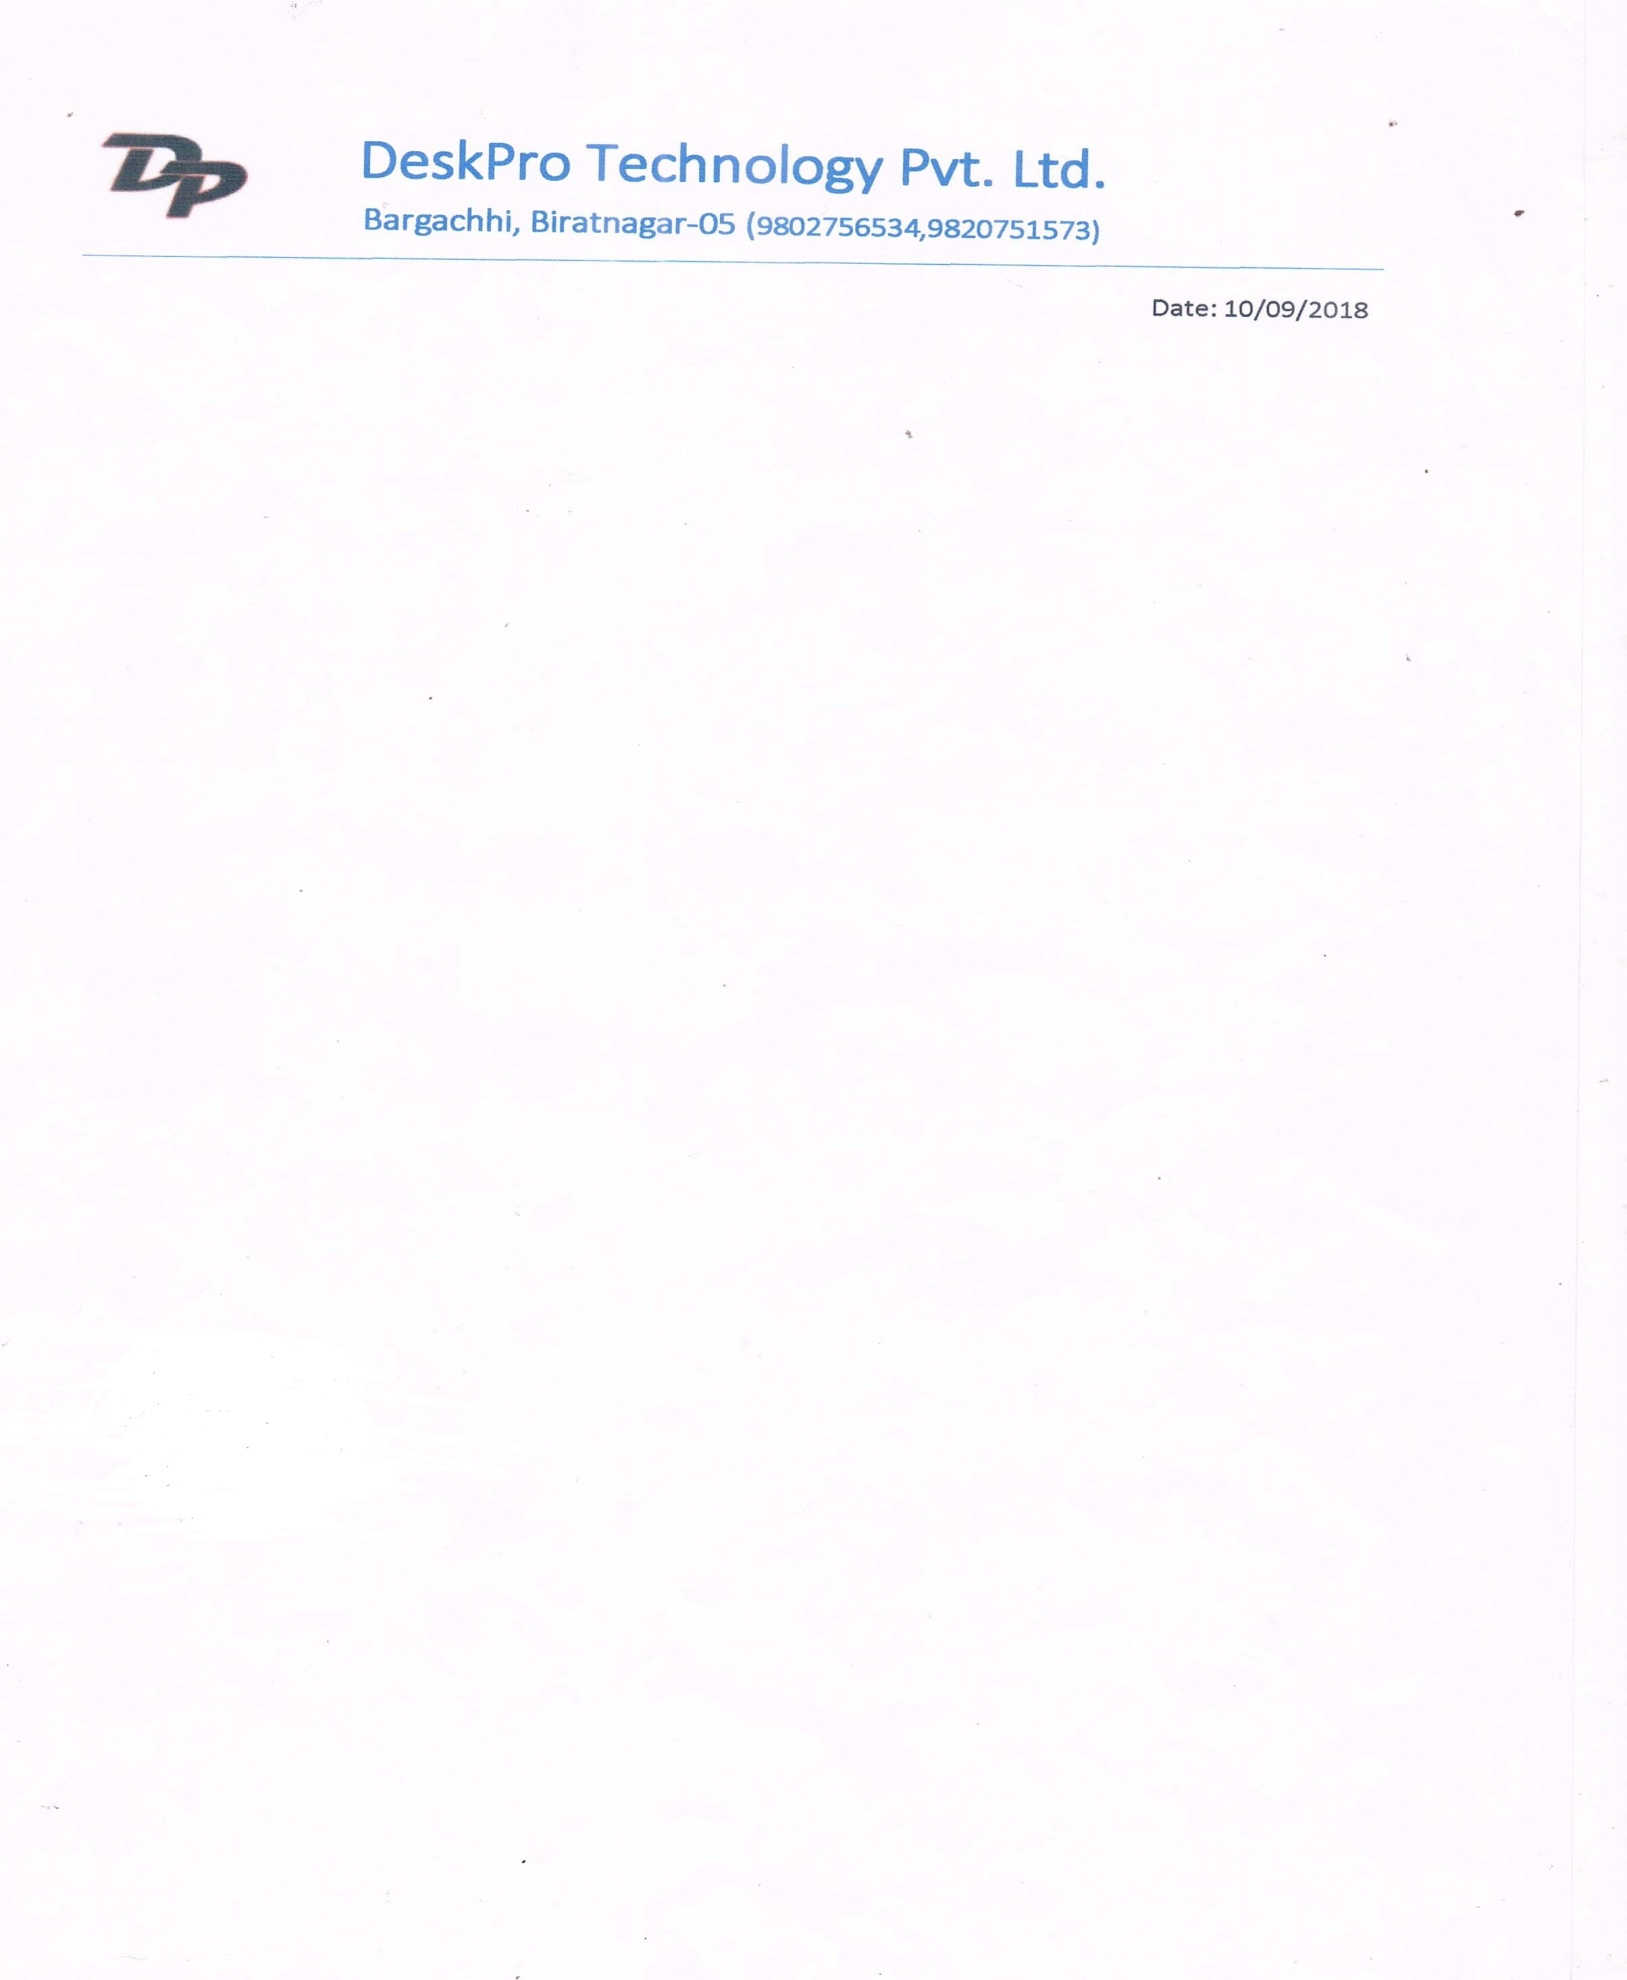 DP
DeskPro Technology Pvt. Ltd.
Bargachhi, Biratnagar-05 (9802756534,9820751573)
Date: 10/09/2018